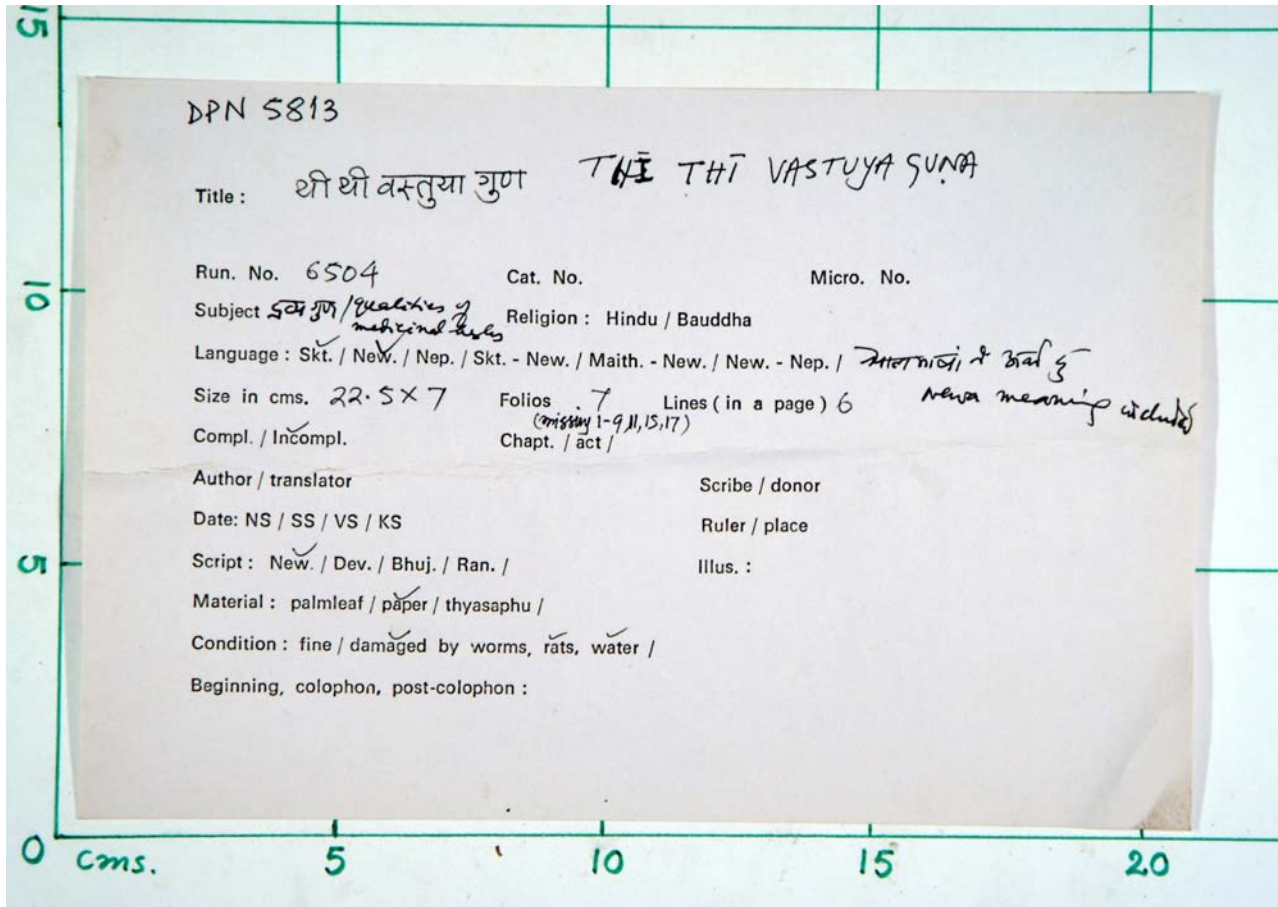 15
DPN 5813
Title : थी थी वस्तुया गुण THĪ THĪ VASTUYA GUṆA
Run. No. 6504 Cat. No. Micro. No.
Subject द्रव्य गुण / qualities of medicinal herbs Religion : Hindu / Bauddha
10
Language : Skt. / New. / Nep. / Skt. - New. / Maith. - New. / New. - Nep. /
Newa meaning included
Size in cms. 22.5 × 7 Folios 7 Lines ( in a page ) 6
(missing 1-9, 11, 15, 17)
Compl. / Incompl. Chapt. / act /
Author / translator Scribe / donor
Date: NS / SS / VS / KS Ruler / place
5
Script : New. / Dev. / Bhuj. / Ran. / Illus. :
Material : palmleaf / paper / thyasaphu /
Condition : fine / damaged by worms, rats, water /
Beginning, colophon, post-colophon :
0 Cms. 5 10 15 20